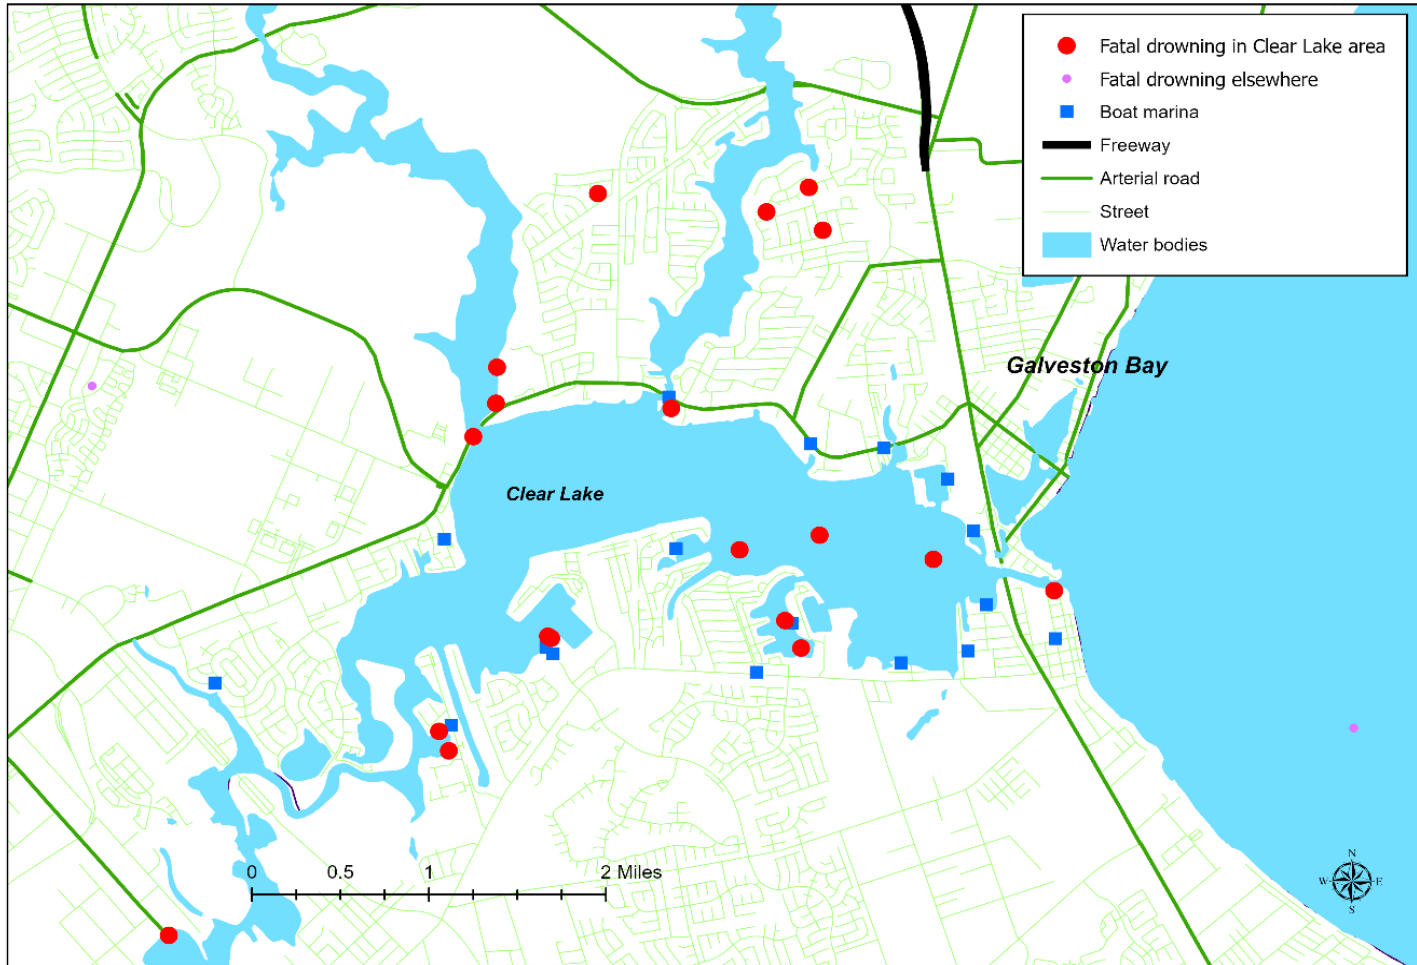 Fatal drowning in Clear Lake area
Fatal drowning elsewhere
Boat marina
Freeway
Arterial road
Street
Water bodies
Galveston Bay
Clear Lake
0 0.5 1 2 Miles
N
W E
S